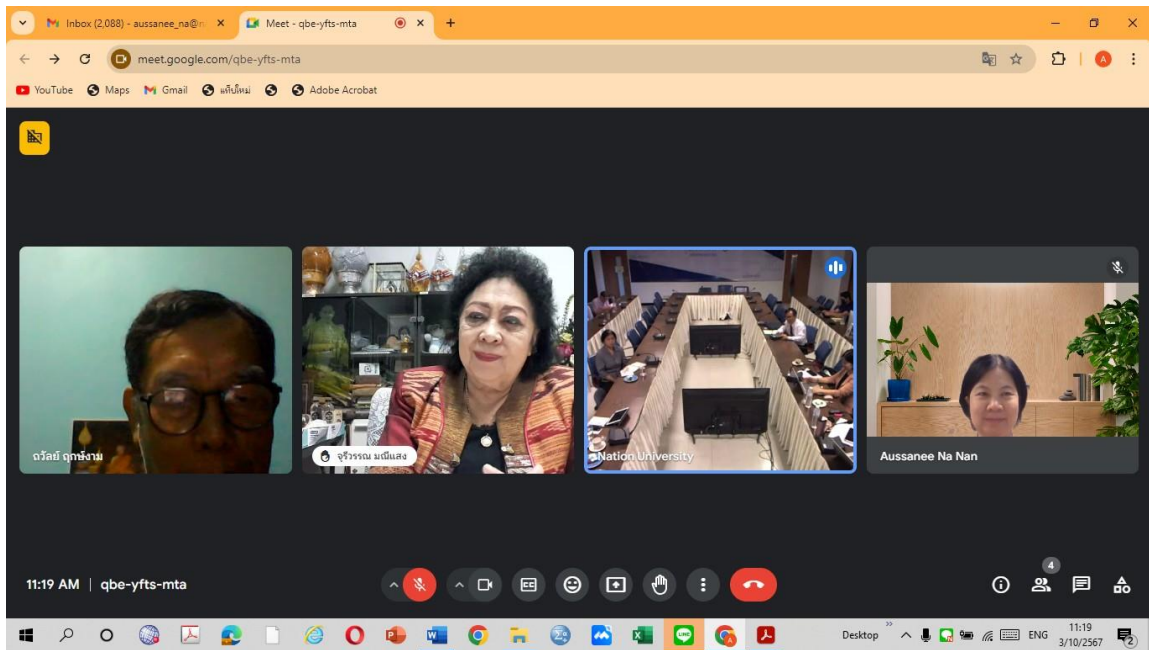 Inbox (2,088) - aussanee_na@n
Meet - qbe-yfts-mta
meet.google.com/qbe-yfts-mta
YouTube
Maps
Gmail
แท็บใหม่
Adobe Acrobat
ถวัลย์ ฤกษ์งาม
จุรีวรรณ มณีแสง
Nation University
Aussanee Na Nan
11:19 AM | qbe-yfts-mta
4
Desktop
ENG
11:19
3/10/2567
2